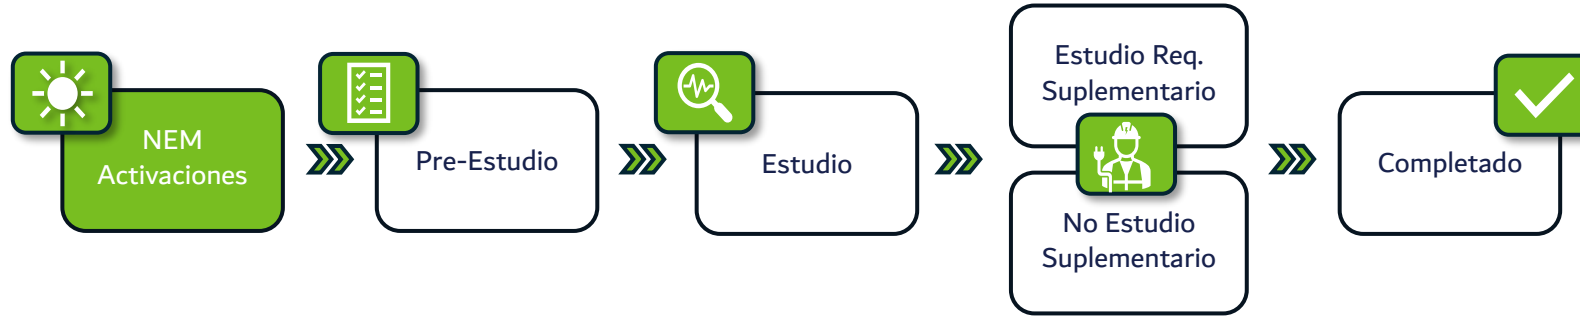 NEM
Activaciones
Pre-Estudio
Estudio
Estudio Req.
Suplementario
No Estudio
Suplementario
Completado